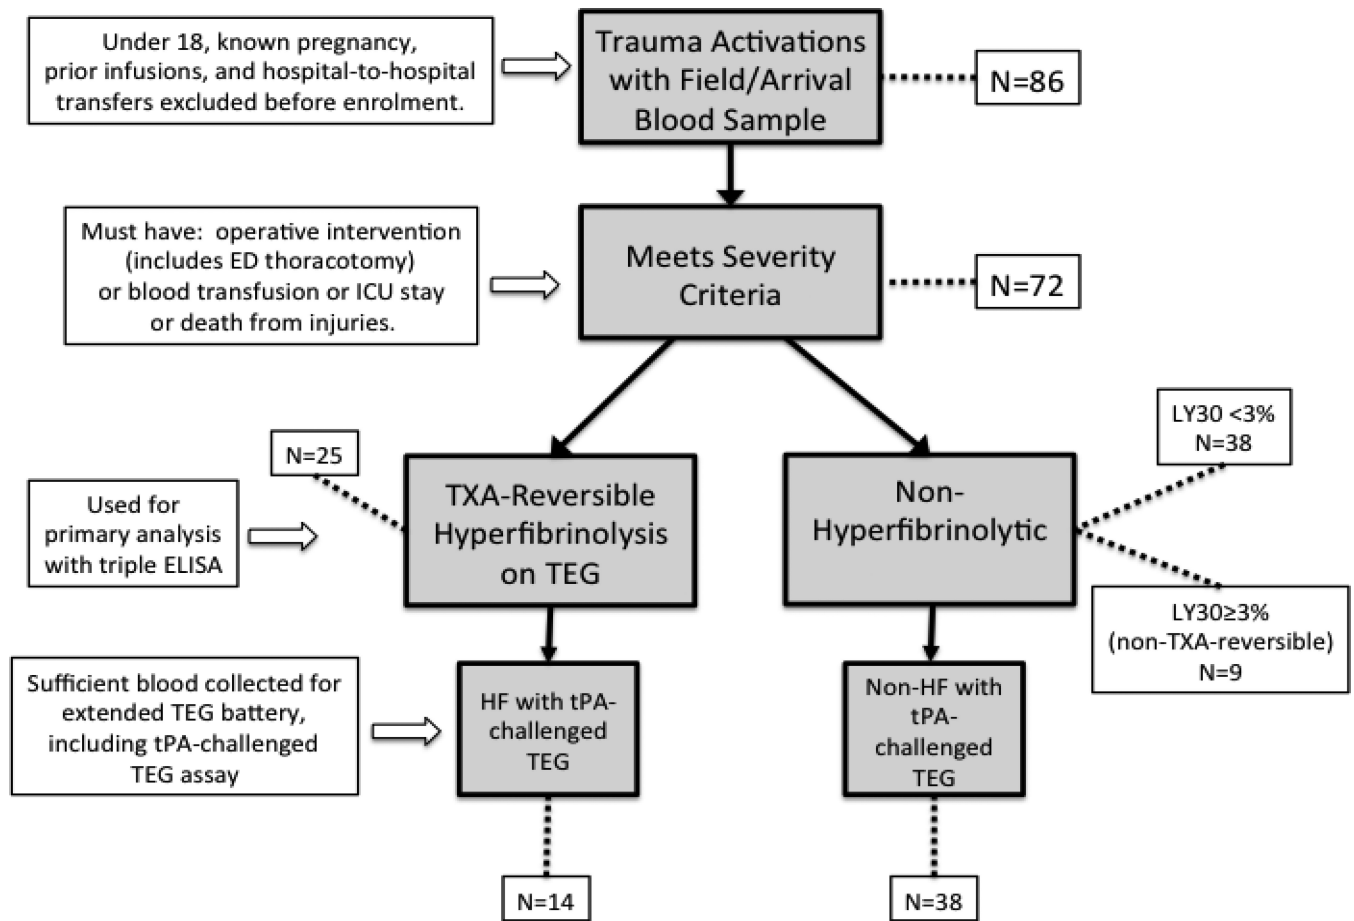 Under 18, known pregnancy,
prior infusions, and hospital-to-hospital
transfers excluded before enrolment.
Trauma Activations
with Field/Arrival
Blood Sample
N=86
Must have:  operative intervention
(includes ED thoracotomy)
or blood transfusion or ICU stay
or death from injuries.
Meets Severity
Criteria
N=72
N=25
LY30 <3%
N=38
Used for
primary analysis
with triple ELISA
TXA-Reversible
Hyperfibrinolysis
on TEG
Non-
Hyperfibrinolytic
LY30≥3%
(non-TXA-reversible)
N=9
Sufficient blood collected for
extended TEG battery,
including tPA-challenged
TEG assay
HF with tPA-
challenged
TEG
Non-HF with
tPA-
challenged
TEG
N=14
N=38